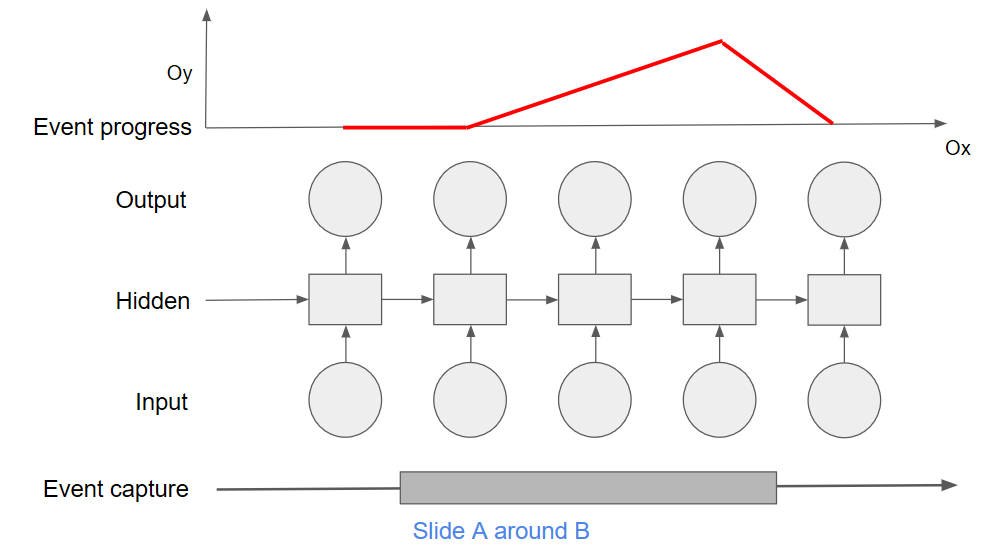 Oy
Event progress
Ox
Output
Hidden
Input
Event capture
Slide A around B